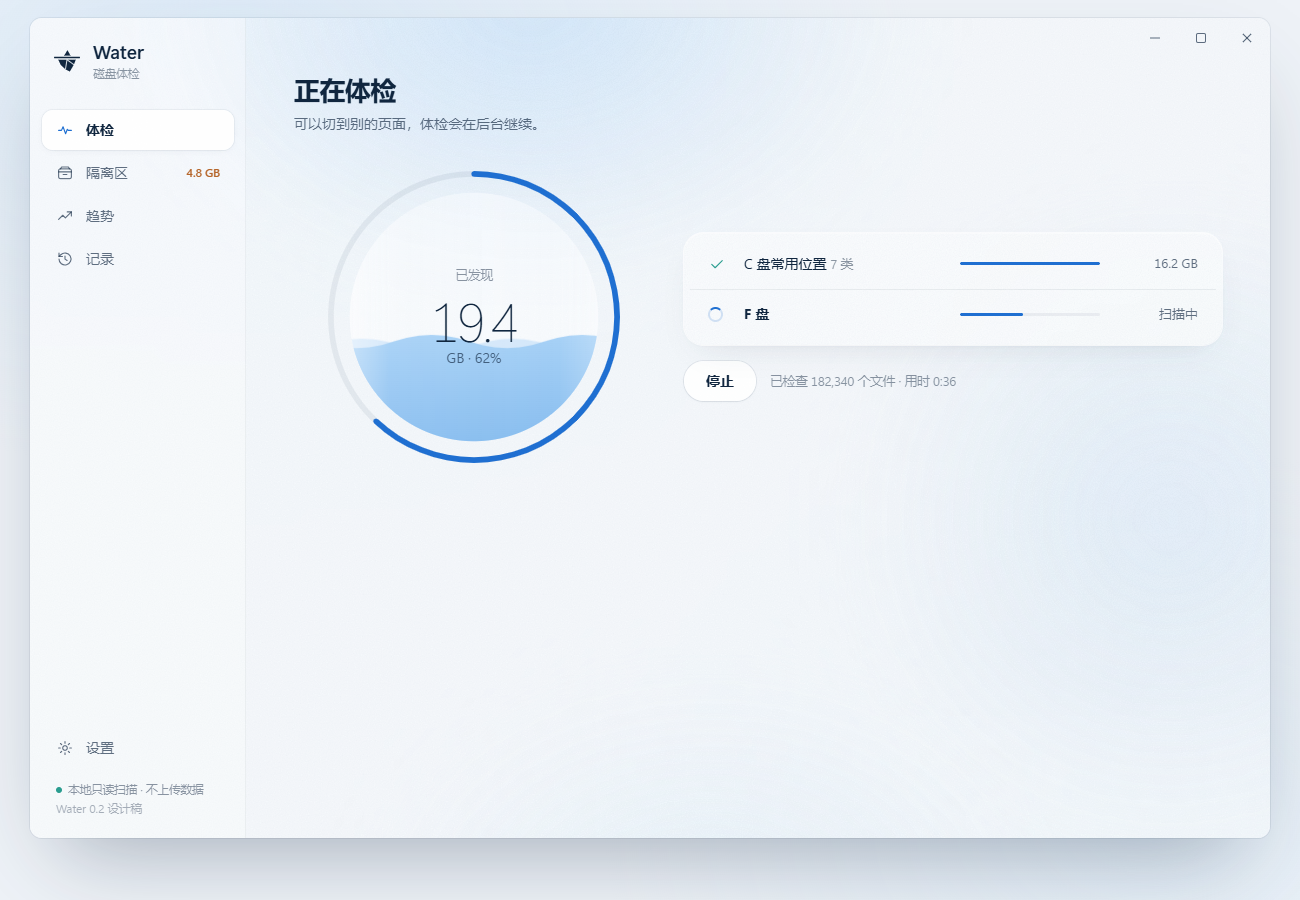 Water
磁盘体检
体检
隔离区 4.8 GB
趋势
记录
设置
本地只读扫描 · 不上传数据
Water 0.2 设计稿
正在体检
可以切到别的页面，体检会在后台继续。
已发现
19.4
GB · 62%
C 盘常用位置 7 类 16.2 GB
F 盘 扫描中
停止 已检查 182,340 个文件 · 用时 0:36